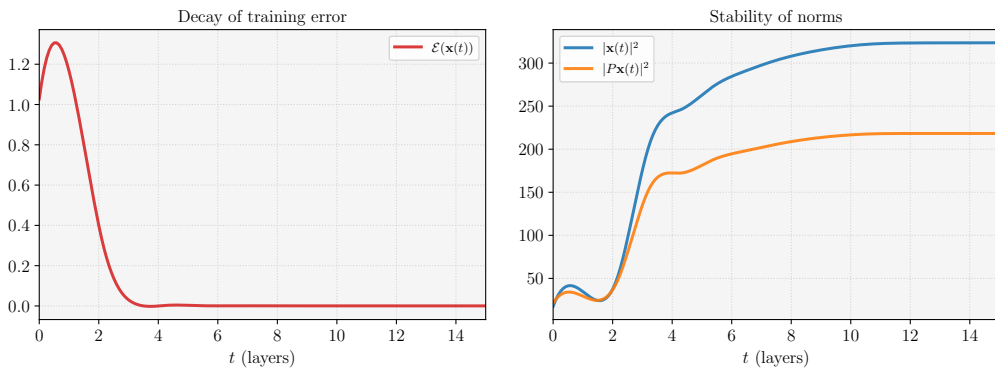 Decay of training error
ℰ(𝐱(t))
1.2
1.0
0.8
0.6
0.4
0.2
0.0
0 2 4 6 8 10 12 14
t (layers)
Stability of norms
|𝐱(t)|²
|P𝐱(t)|²
300
250
200
150
100
50
0 2 4 6 8 10 12 14
t (layers)